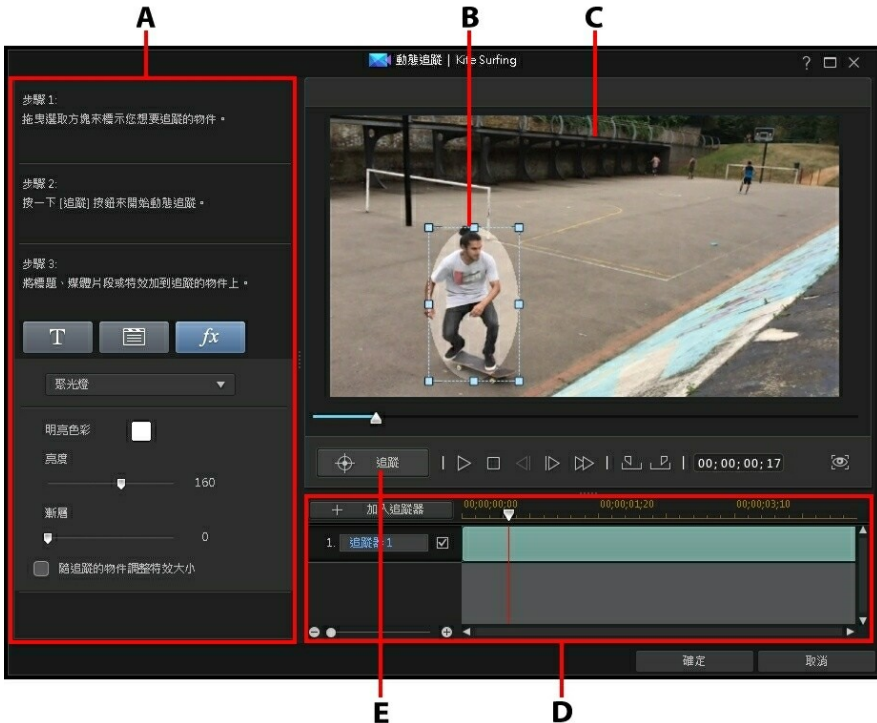 A
B
C
動態追蹤 | Kite Surfing
步驟 1:
拖曳選取方塊來標示您想要追蹤的物件。
步驟 2:
按一下 [追蹤] 按鈕來開始動態追蹤。
步驟 3:
將標題、媒體片段或特效加到追蹤的物件上。
T
fx
聚光燈
明亮色彩
亮度
160
漸層
0
隨追蹤的物件調整特效大小
追蹤
00;00;00;17
加入追蹤器
00;00;00;00
00;00;01;20
00;00;03;10
1. 追蹤器 1
確定
取消
E
D